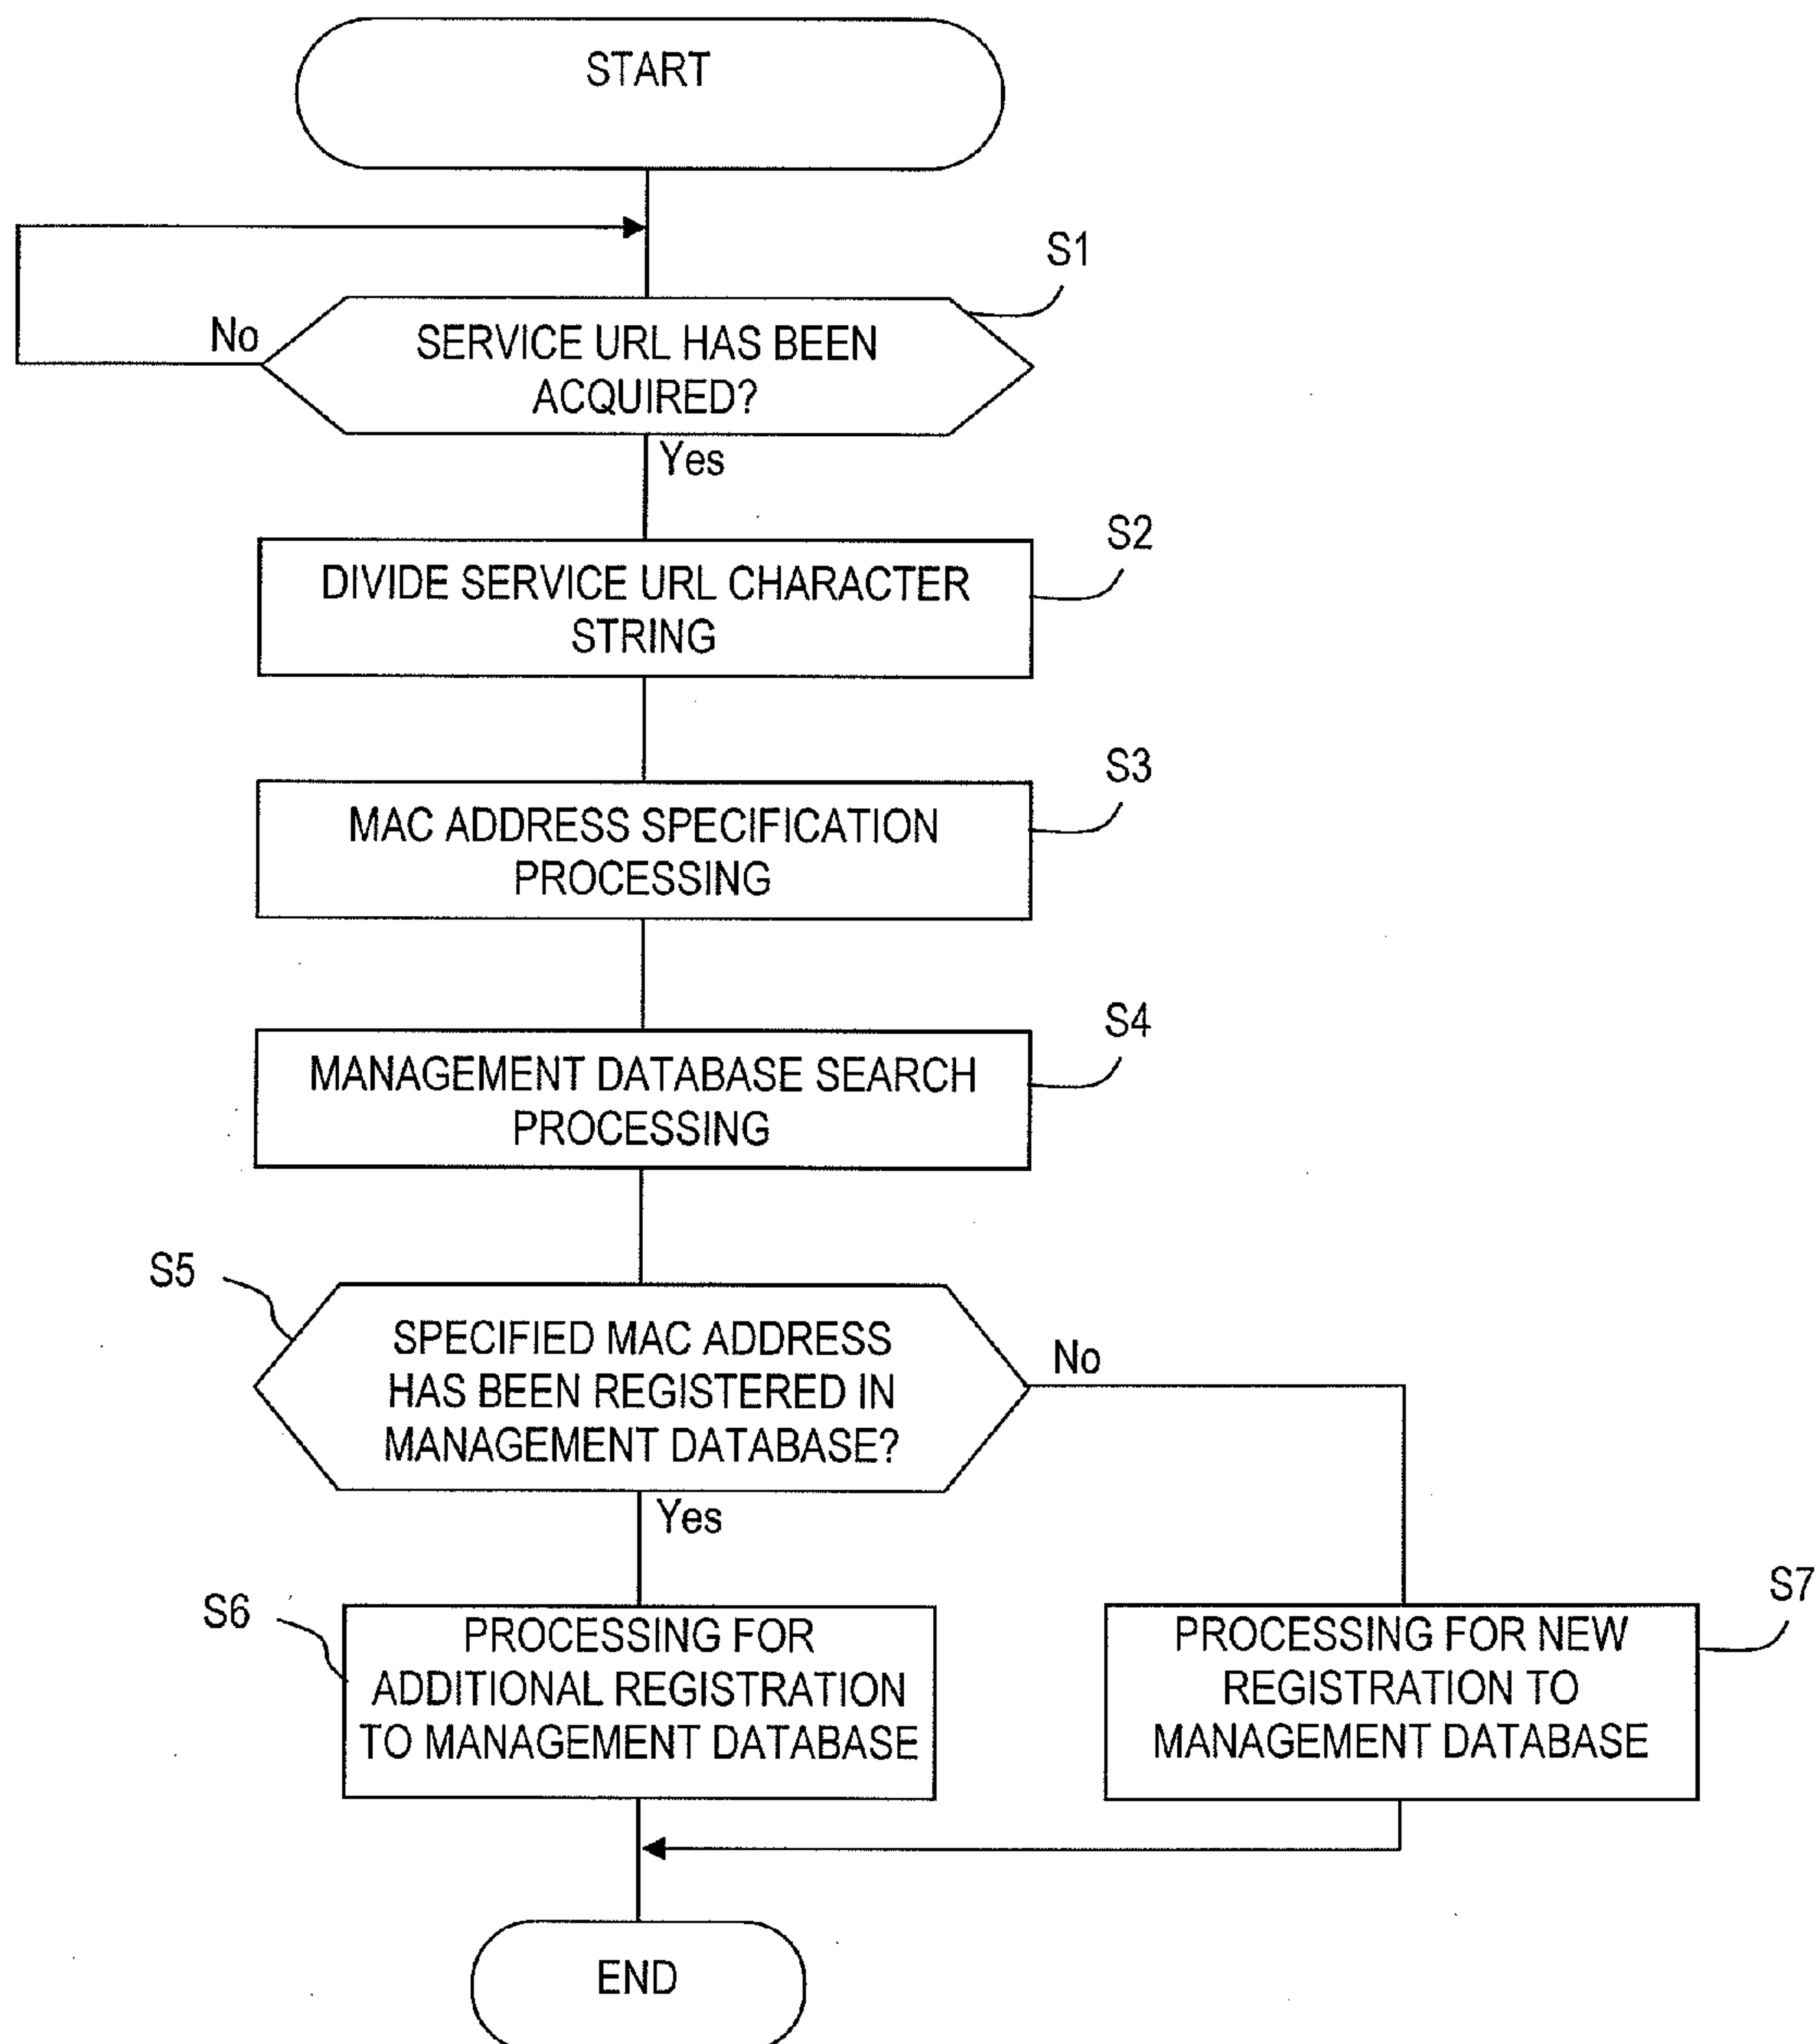 START
S1
No
SERVICE URL HAS BEEN
ACQUIRED?
Yes
S2
DIVIDE SERVICE URL CHARACTER
STRING
S3
MAC ADDRESS SPECIFICATION
PROCESSING
S4
MANAGEMENT DATABASE SEARCH
PROCESSING
S5
SPECIFIED MAC ADDRESS
HAS BEEN REGISTERED IN
MANAGEMENT DATABASE?
No
Yes
S6
PROCESSING FOR
ADDITIONAL REGISTRATION
TO MANAGEMENT DATABASE
S7
PROCESSING FOR NEW
REGISTRATION TO
MANAGEMENT DATABASE
END